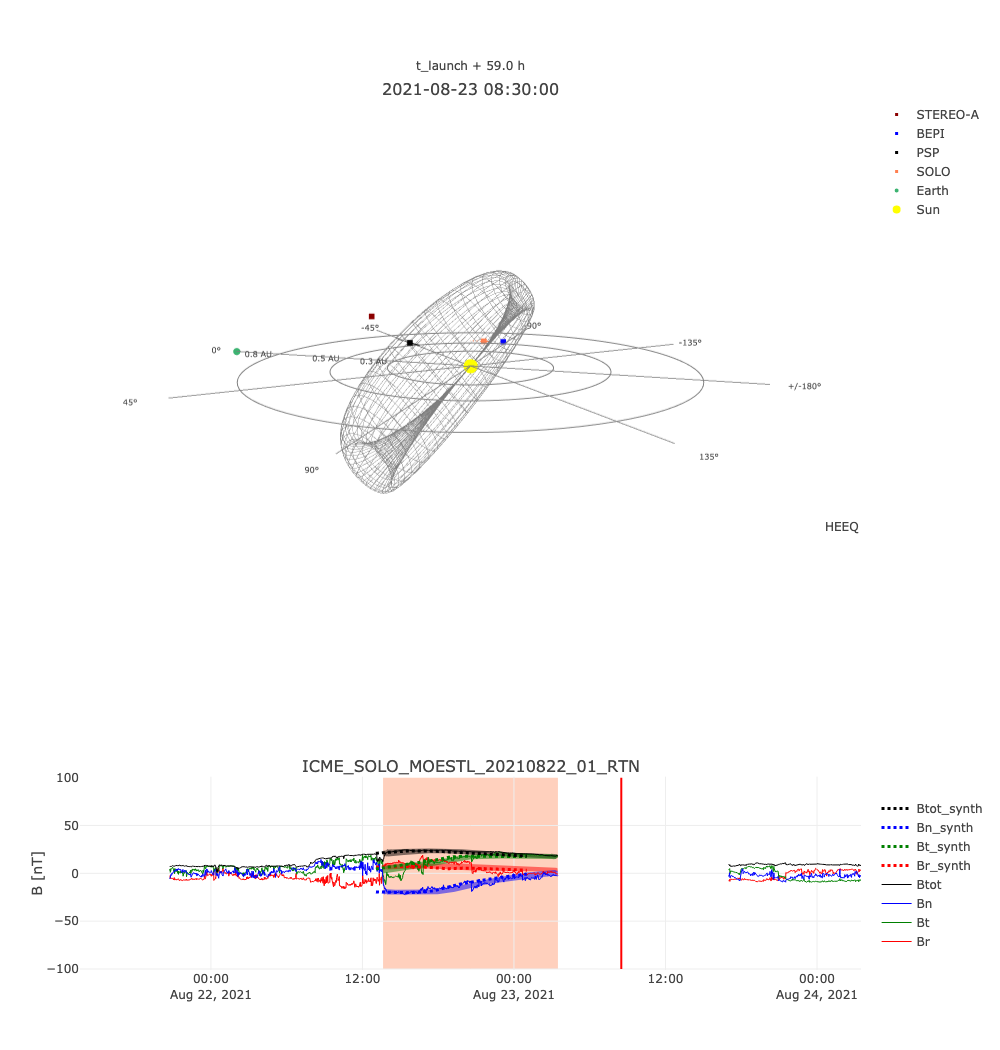 t_launch + 59.0 h
2021-08-23 08:30:00
STEREO-A
BEPI
PSP
SOLO
Earth
Sun
-45°
-90°
-135°
0°
0.8 AU
0.5 AU
0.3 AU
+/-180°
45°
90°
135°
HEEQ
ICME_SOLO_MOESTL_20210822_01_RTN
B [nT]
100
50
0
−50
−100
00:00
Aug 22, 2021
12:00
00:00
Aug 23, 2021
12:00
00:00
Aug 24, 2021
Btot_synth
Bn_synth
Bt_synth
Br_synth
Btot
Bn
Bt
Br